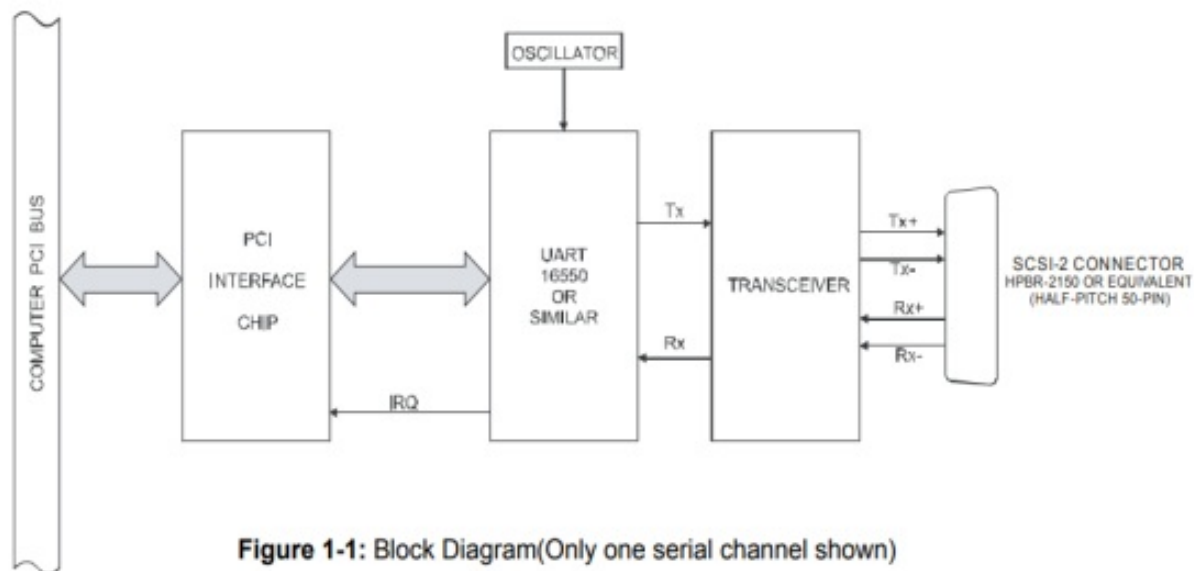 OSCILLATOR
COMPUTER PCI BUS
PCI
INTERFACE
CHIP
UART
16550
OR
SIMILAR
Tx
Rx
IRQ
TRANSCEIVER
Tx+
Tx-
Rx+
Rx-
SCSI-2 CONNECTOR
HPBR-2150 OR EQUIVALENT
(HALF-PITCH 50-PIN)
Figure 1-1: Block Diagram(Only one serial channel shown)